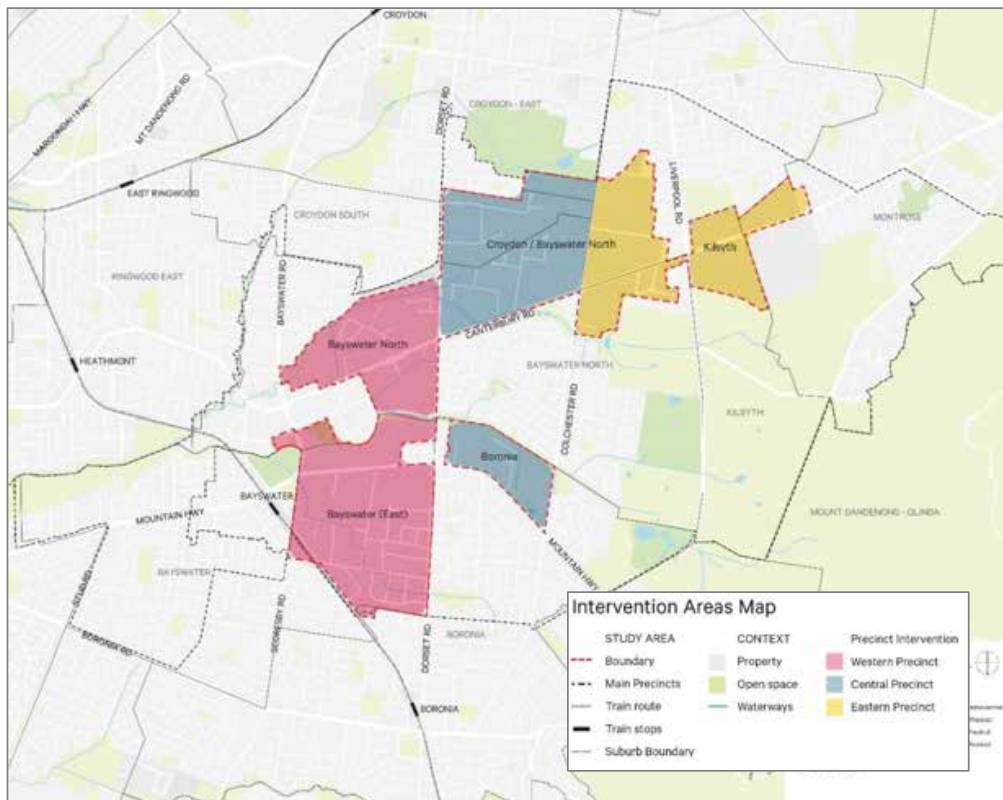 CROYDON
MAROONDAH HWY
MT DANDENONG RD
DORSET RD
CROYDON - EAST
EAST RINGWOOD
LIVERPOOL RD
CROYDON SOUTH
MONTROSE
Croydon / Bayswater North
Kilsyth
RINGWOOD EAST
BAYSWATER RD
CANTERBURY RD
Bayswater North
HEATHMONT
BAYSWATER NORTH
KILSYTH
COLCHESTER RD
Boronia
BAYSWATER
MOUNTAIN HWY
Bayswater (East)
MOUNT DANDENONG - OLINDA
MOUNTAIN HWY
BAYSWATER
STUD RD
BORONIA RD
DORSET RD
BORONIA
BORONIA
Intervention Areas Map
STUDY AREA
Boundary
Main Precincts
Train route
Train stops
Suburb Boundary
CONTEXT
Property
Open space
Waterways
Precinct Intervention
Western Precinct
Central Precinct
Eastern Precinct